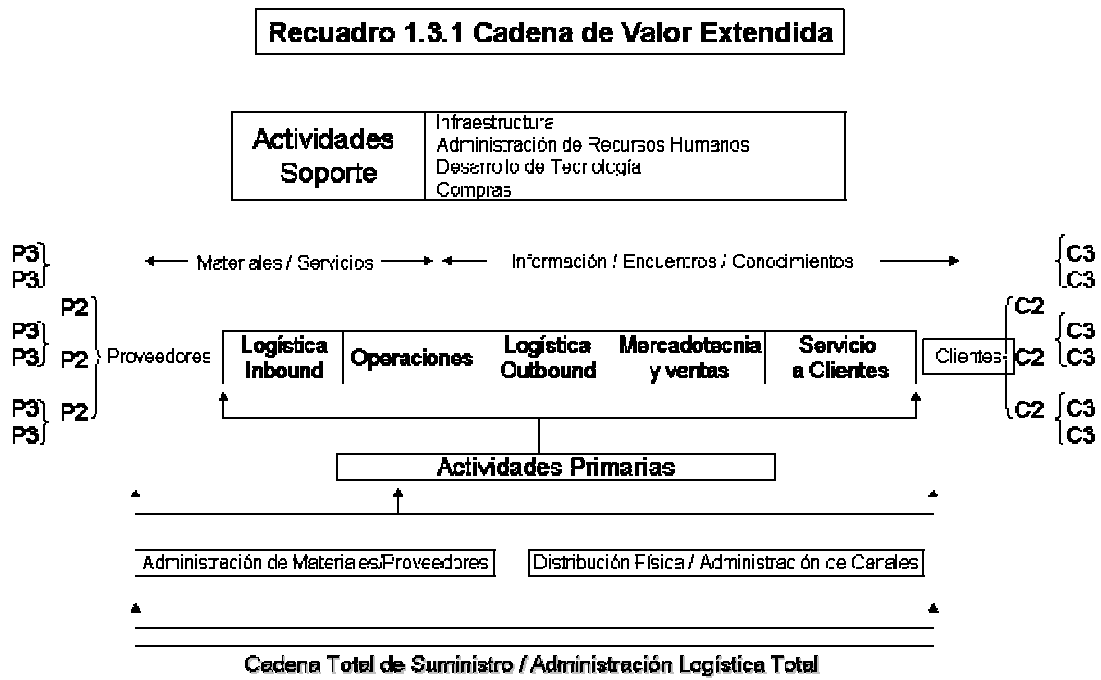 Recuadro 1.3.1 Cadena de Valor Extendida
Actividades
Soporte
Infraestructura
Administración de Recursos Humanos
Desarrollo de Tecnología
Compras
P3
P3
Materiales / Servicios
Información / Encuentros / Conocimientos
C3
C3
P2
C2
P3
P3
P2
Proveedores
Logística
Inbound
Operaciones
Logística
Outbound
Mercadotecnia
y ventas
Servicio
a Clientes
Clientes
C2
C3
C3
P3
P3
P2
C2
C3
C3
Actividades Primarias
Administración de Materiales/Proveedores
Distribución Física / Administración de Canales
Cadena Total de Suministro / Administración Logística Total